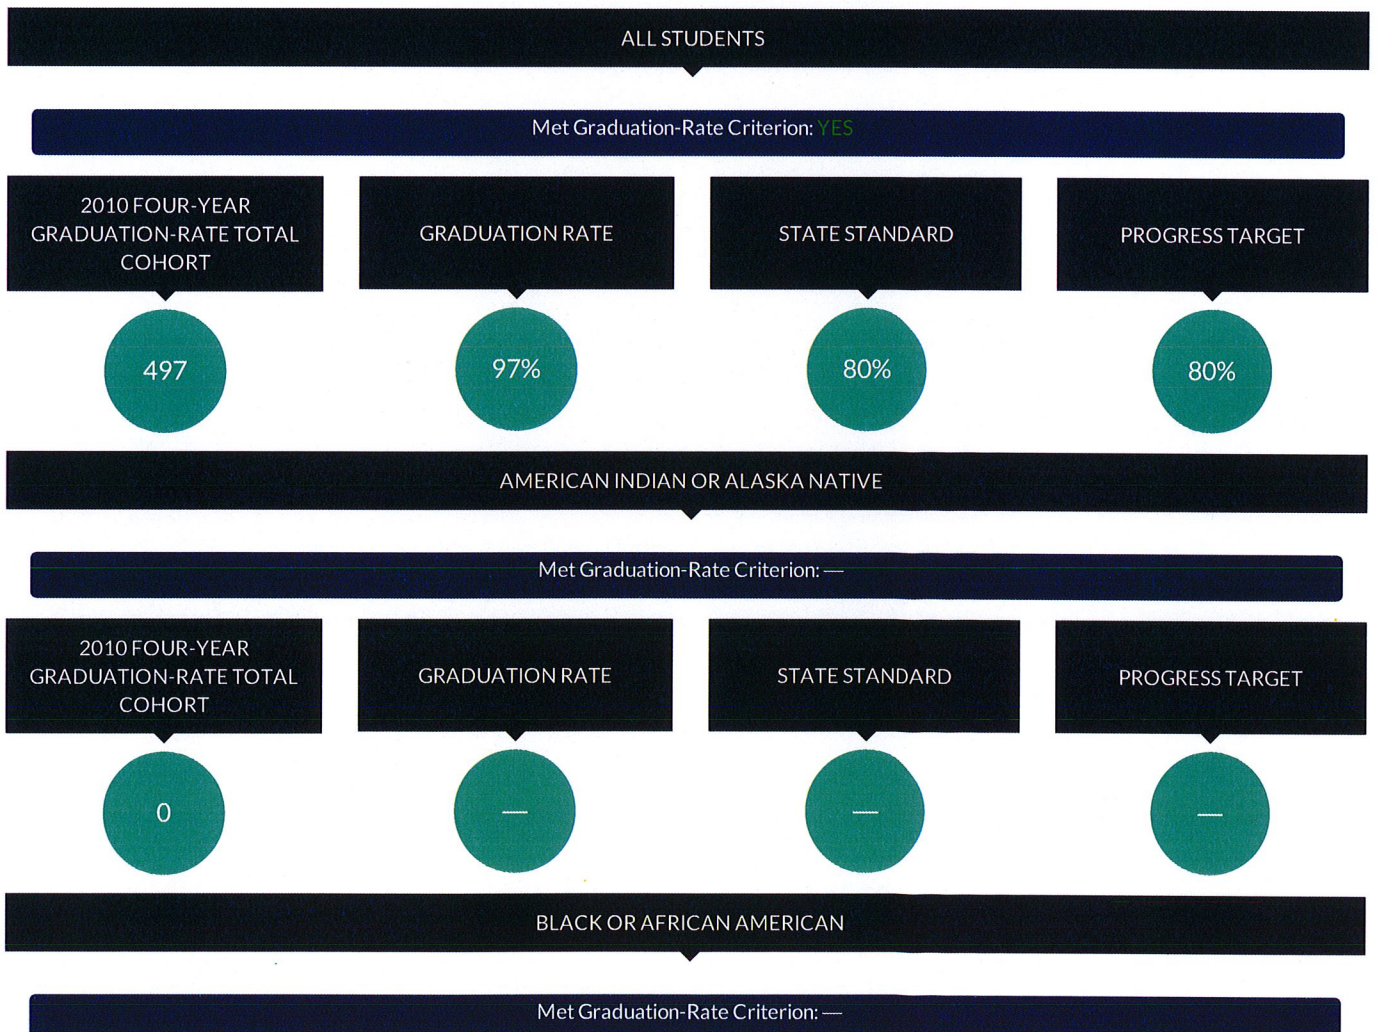 ALL STUDENTS
Met Graduation-Rate Criterion: YES
2010 FOUR-YEAR
GRADUATION-RATE TOTAL
COHORT
GRADUATION RATE
STATE STANDARD
PROGRESS TARGET
497
97%
80%
80%
AMERICAN INDIAN OR ALASKA NATIVE
Met Graduation-Rate Criterion: —
2010 FOUR-YEAR
GRADUATION-RATE TOTAL
COHORT
GRADUATION RATE
STATE STANDARD
PROGRESS TARGET
0
—
—
—
BLACK OR AFRICAN AMERICAN
Met Graduation-Rate Criterion: —